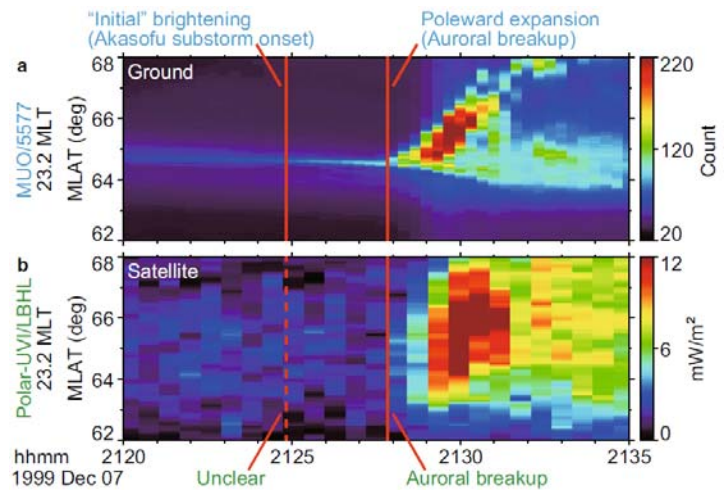 “Initial” brightening
(Akasofu substorm onset)
Poleward expansion
(Auroral breakup)
a
Ground
MUO/5577
23.2 MLT
MLAT (deg)
68
66
64
62
220
120
20
Count
b
Satellite
Polar-UVI/LBHL
23.2 MLT
MLAT (deg)
68
66
64
62
12
6
0
mW/m²
hhmm
2120
2125
2130
2135
1999 Dec 07
Unclear
Auroral breakup